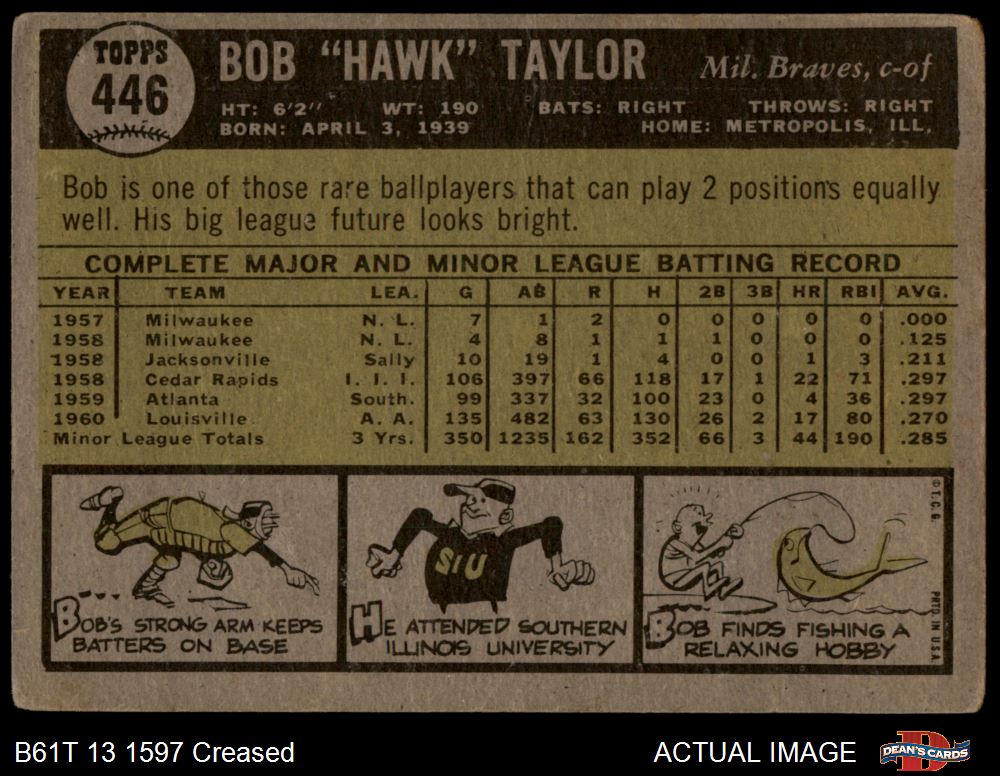 TOPPS
446
BOB "HAWK" TAYLOR Mil. Braves, c-of
HT: 6'2" WT: 190 BATS: RIGHT THROWS: RIGHT
BORN: APRIL 3, 1939 HOME: METROPOLIS, ILL.
Bob is one of those rare ballplayers that can play 2 positions equally
well. His big league future looks bright.
COMPLETE MAJOR AND MINOR LEAGUE BATTING RECORD
YEAR TEAM LEA. G AB R H 2B 3B HR RBI AVG.
1957 Milwaukee N. L. 7 1 2 0 0 0 0 0 .000
1958 Milwaukee N. L. 4 8 1 1 1 0 0 0 .125
1958 Jacksonville Sally 10 19 1 4 0 0 1 3 .211
1958 Cedar Rapids I. I. I. 106 397 66 118 17 1 22 71 .297
1959 Atlanta South. 99 337 32 100 23 0 4 36 .297
1960 Louisville A. A. 135 482 63 130 26 2 17 80 .270
Minor League Totals 3 Yrs. 350 1235 162 352 66 3 44 190 .285
BOB'S STRONG ARM KEEPS
BATTERS ON BASE
SIU
HE ATTENDED SOUTHERN
ILLINOIS UNIVERSITY
BOB FINDS FISHING A
RELAXING HOBBY
© T. C. G.
PRTD. IN U.S.A.
B61T 13 1597 Creased
ACTUAL IMAGE
DEAN'S CARDS